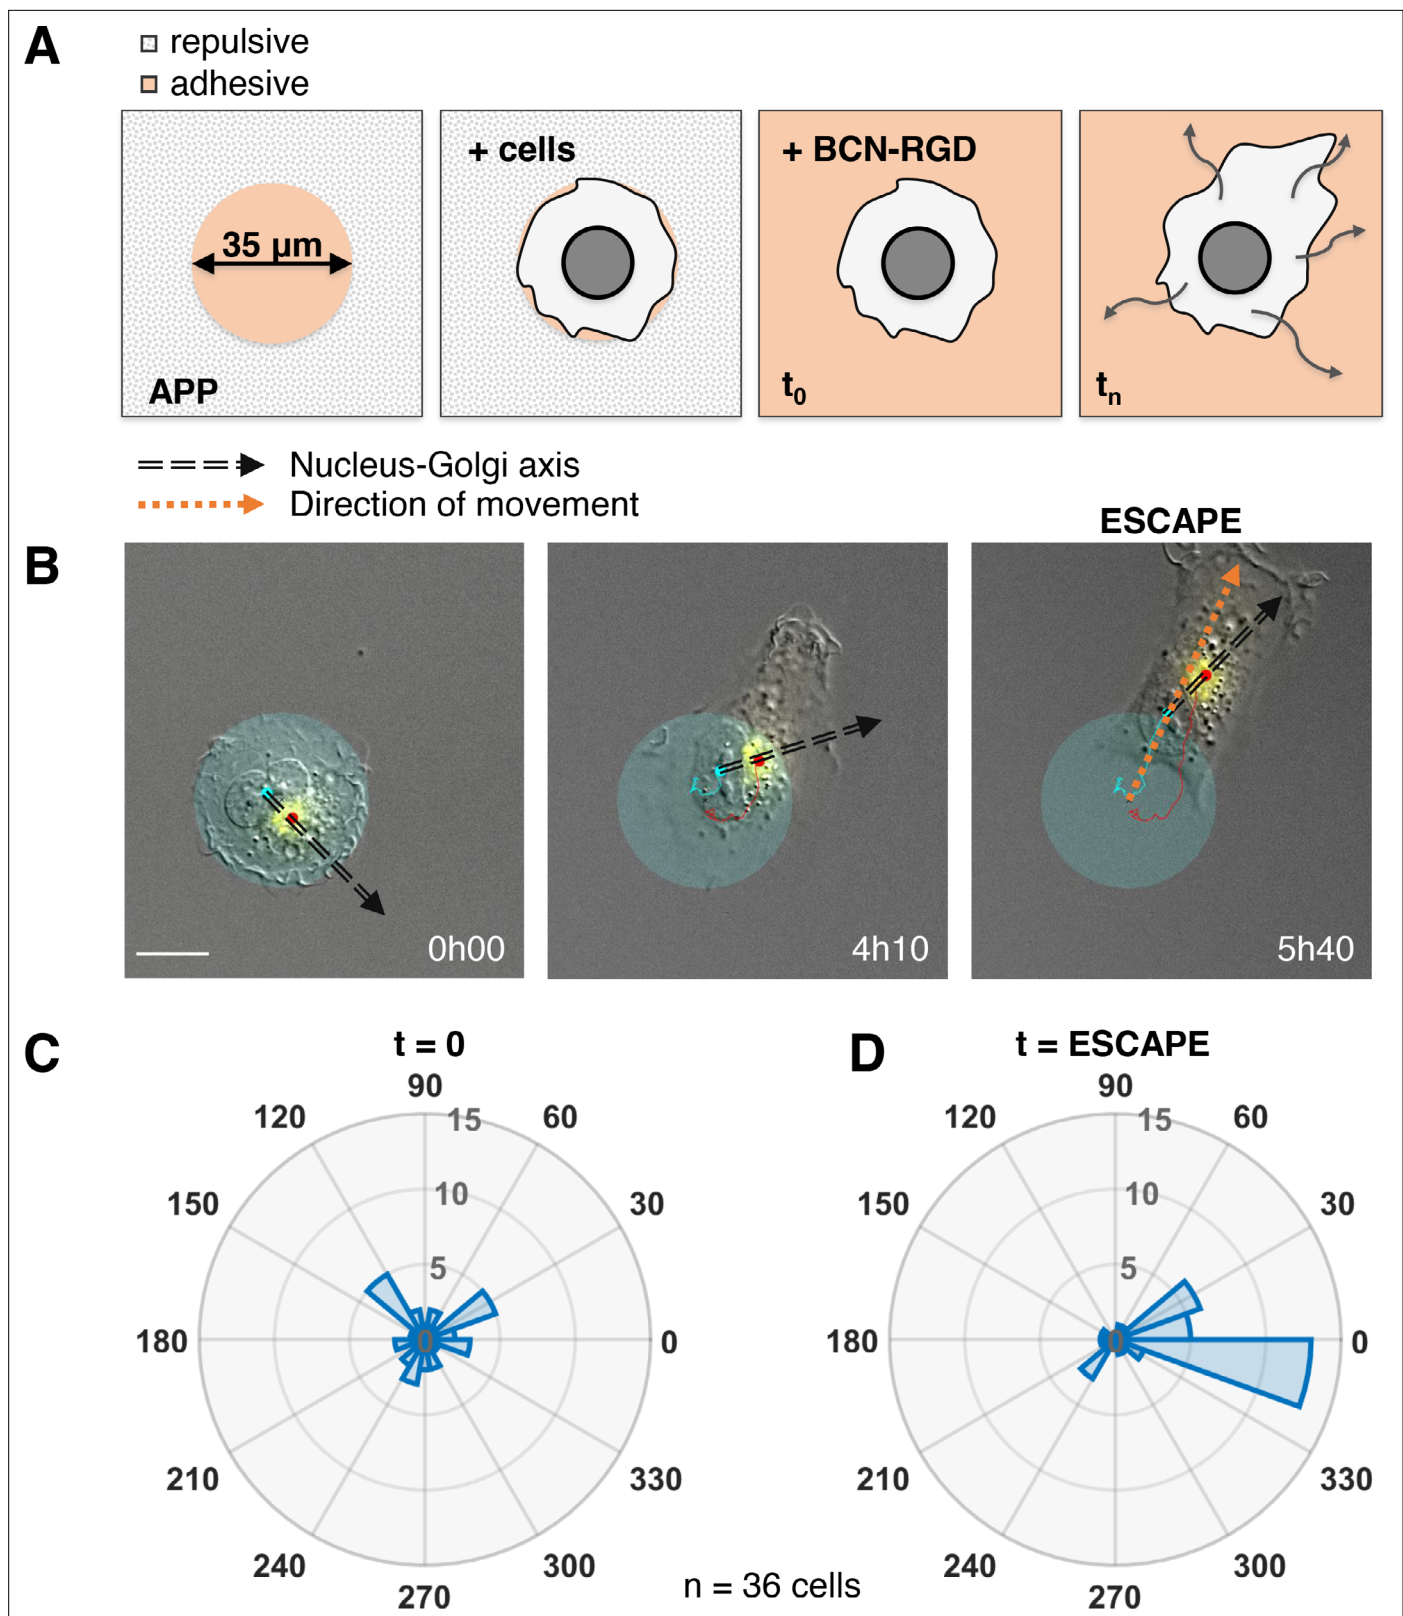 A
repulsive
adhesive
35 µm
APP
+ cells
+ BCN-RGD
t0
tn
Nucleus-Golgi axis
Direction of movement
ESCAPE
B
0h00
4h10
5h40
C
t = 0
90
120
60
15
150
30
10
5
180
0
0
210
330
240
300
270
D
t = ESCAPE
90
120
60
15
150
30
10
5
180
0
0
210
330
240
300
270
n = 36 cells